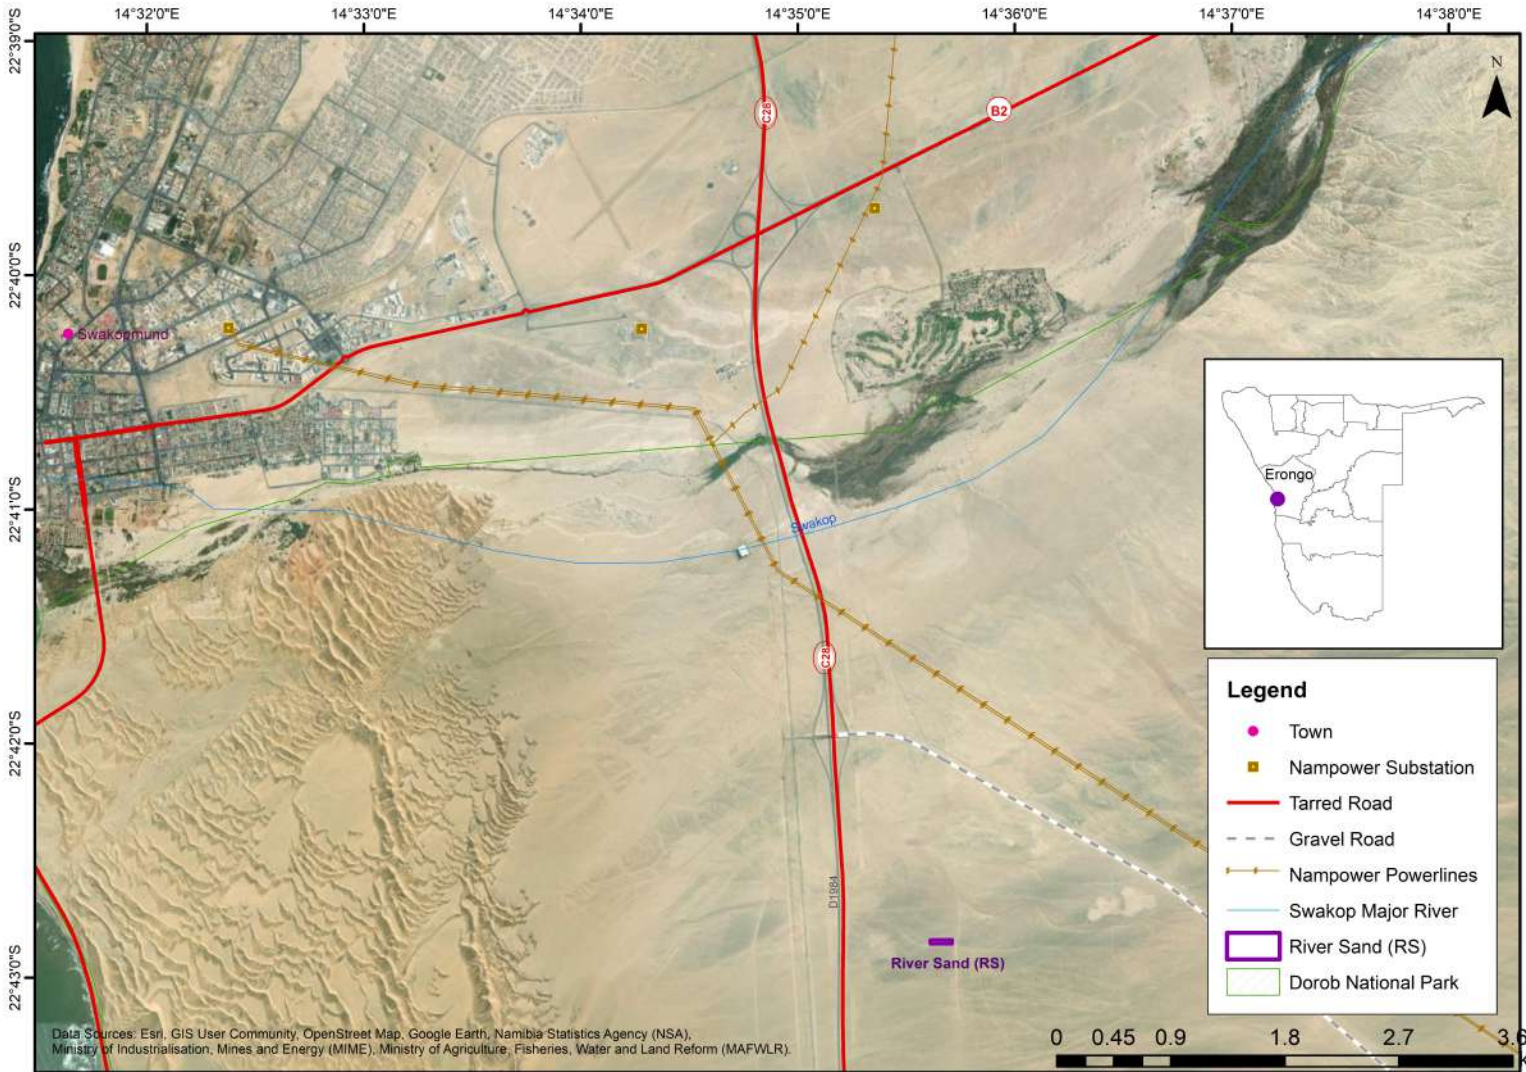 14°32'0"E 14°33'0"E 14°34'0"E 14°35'0"E 14°36'0"E 14°37'0"E 14°38'0"E
22°39'0"S
N
C28
B2
22°40'0"S
Swakopmund
Erongo
22°41'0"S
Swakop
C28
22°42'0"S
D1984
River Sand (RS)
22°43'0"S
Legend
Town
Nampower Substation
Tarred Road
Gravel Road
Nampower Powerlines
Swakop Major River
River Sand (RS)
Dorob National Park
Data Sources: Esri, GIS User Community, OpenStreet Map, Google Earth, Namibia Statistics Agency (NSA),
Ministry of Industrialisation, Mines and Energy (MIME), Ministry of Agriculture, Fisheries, Water and Land Reform (MAFWLR).
0 0.45 0.9 1.8 2.7 3.6